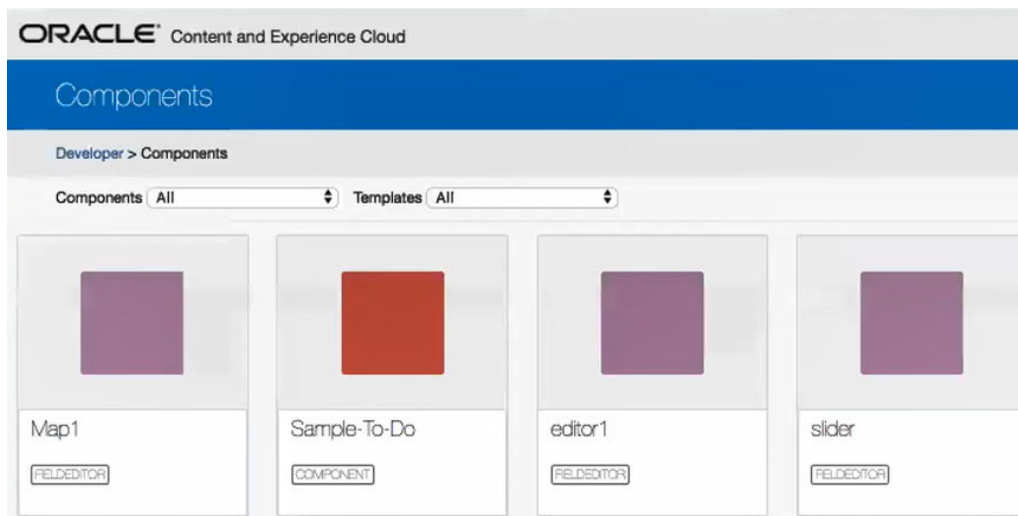 ORACLE® Content and Experience Cloud
Components
Developer > Components
Components All Templates All
Map1 Sample-To-Do editor1 slider
FIELDEDITOR COMPONENT FIELDEDITOR FIELDEDITOR